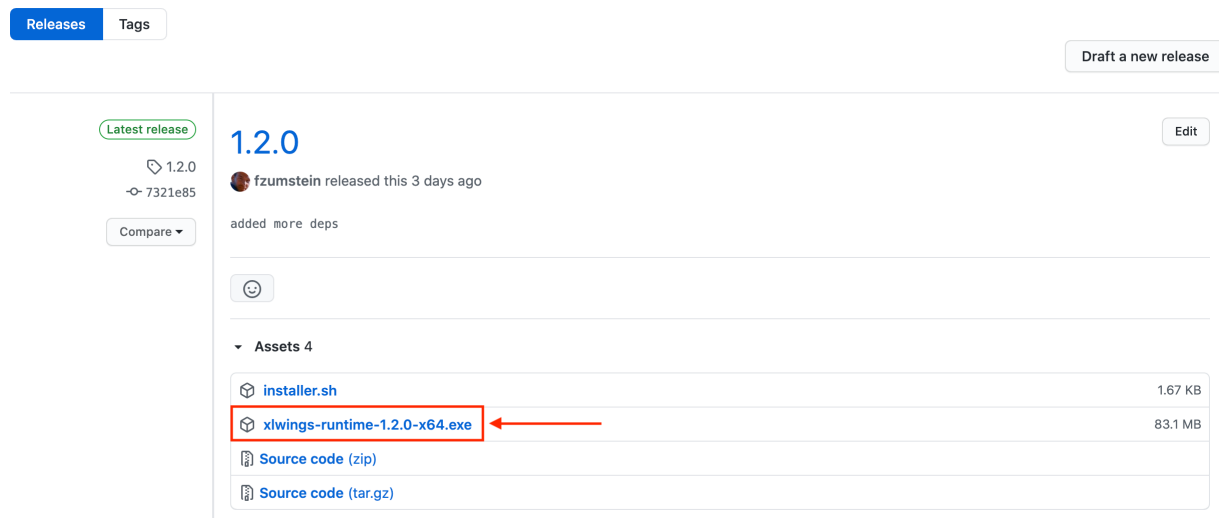 Releases Tags
Draft a new release
Latest release
1.2.0
7321e85
Compare
1.2.0
Edit
fzumstein released this 3 days ago
added more deps
Assets 4
installer.sh 1.67 KB
xlwings-runtime-1.2.0-x64.exe 83.1 MB
Source code (zip)
Source code (tar.gz)